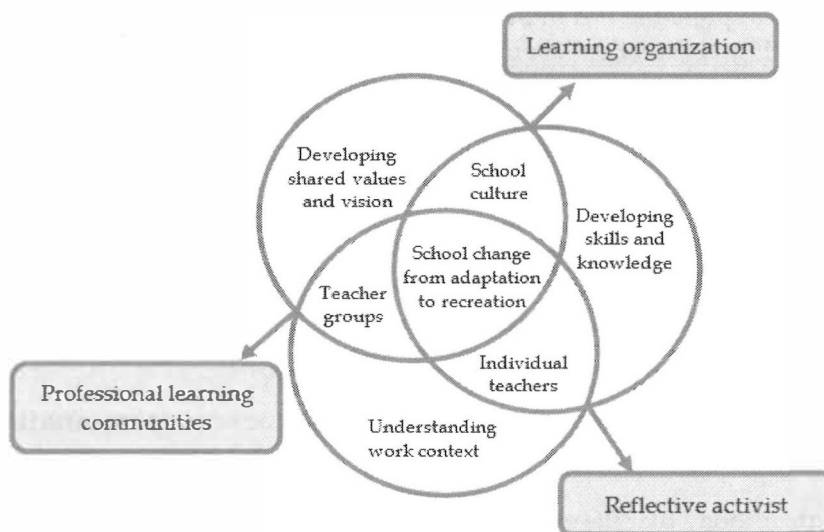 Learning organization
Developing
shared values
and vision
School
culture
Developing
skills and
knowledge
School change
from adaptation
to recreation
Teacher
groups
Individual
teachers
Professional learning
communities
Understanding
work context
Reflective activist